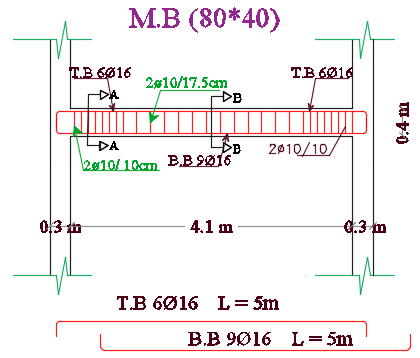 M.B (80*40)
T.B 6Ø16
2ø10/17.5cm
T.B 6Ø16
A
B
2ø10/10cm
A
B.B 9Ø16
B
2ø10/10
0.4 m
0.3 m
4.1 m
0.3 m
T.B 6Ø16 L = 5m
B.B 9Ø16 L = 5m